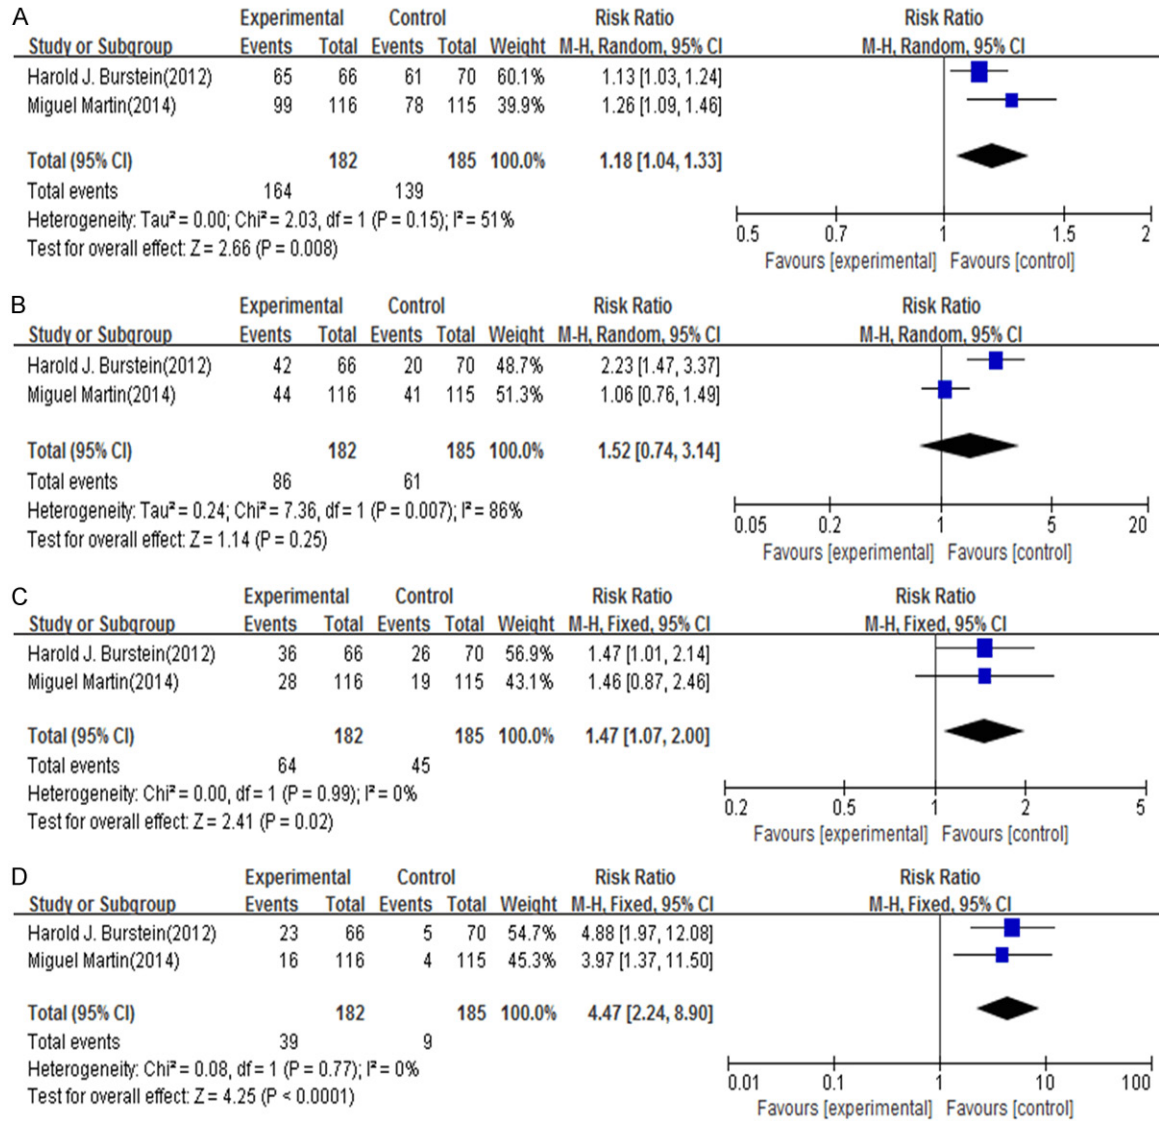 A
Experimental Control Risk Ratio Risk Ratio
Study or Subgroup Events Total Events Total Weight M-H, Random, 95% CI M-H, Random, 95% CI
Harold J. Burstein(2012) 65 66 61 70 60.1% 1.13 [1.03, 1.24]
Miguel Martin(2014) 99 116 78 115 39.9% 1.26 [1.09, 1.46]
Total (95% CI) 182 185 100.0% 1.18 [1.04, 1.33]
Total events 164 139
Heterogeneity: Tau² = 0.00; Chi² = 2.03, df = 1 (P = 0.15); I² = 51%
Test for overall effect: Z = 2.66 (P = 0.008)
0.5 0.7 1 1.5 2
Favours [experimental] Favours [control]
B
Experimental Control Risk Ratio Risk Ratio
Study or Subgroup Events Total Events Total Weight M-H, Random, 95% CI M-H, Random, 95% CI
Harold J. Burstein(2012) 42 66 20 70 48.7% 2.23 [1.47, 3.37]
Miguel Martin(2014) 44 116 41 115 51.3% 1.06 [0.76, 1.49]
Total (95% CI) 182 185 100.0% 1.52 [0.74, 3.14]
Total events 86 61
Heterogeneity: Tau² = 0.24; Chi² = 7.36, df = 1 (P = 0.007); I² = 86%
Test for overall effect: Z = 1.14 (P = 0.25)
0.05 0.2 1 5 20
Favours [experimental] Favours [control]
C
Experimental Control Risk Ratio Risk Ratio
Study or Subgroup Events Total Events Total Weight M-H, Fixed, 95% CI M-H, Fixed, 95% CI
Harold J. Burstein(2012) 36 66 26 70 56.9% 1.47 [1.01, 2.14]
Miguel Martin(2014) 28 116 19 115 43.1% 1.46 [0.87, 2.46]
Total (95% CI) 182 185 100.0% 1.47 [1.07, 2.00]
Total events 64 45
Heterogeneity: Chi² = 0.00, df = 1 (P = 0.99); I² = 0%
Test for overall effect: Z = 2.41 (P = 0.02)
0.2 0.5 1 2 5
Favours [experimental] Favours [control]
D
Experimental Control Risk Ratio Risk Ratio
Study or Subgroup Events Total Events Total Weight M-H, Fixed, 95% CI M-H, Fixed, 95% CI
Harold J. Burstein(2012) 23 66 5 70 54.7% 4.88 [1.97, 12.08]
Miguel Martin(2014) 16 116 4 115 45.3% 3.97 [1.37, 11.50]
Total (95% CI) 182 185 100.0% 4.47 [2.24, 8.90]
Total events 39 9
Heterogeneity: Chi² = 0.08, df = 1 (P = 0.77); I² = 0%
Test for overall effect: Z = 4.25 (P < 0.0001)
0.01 0.1 1 10 100
Favours [experimental] Favours [control]